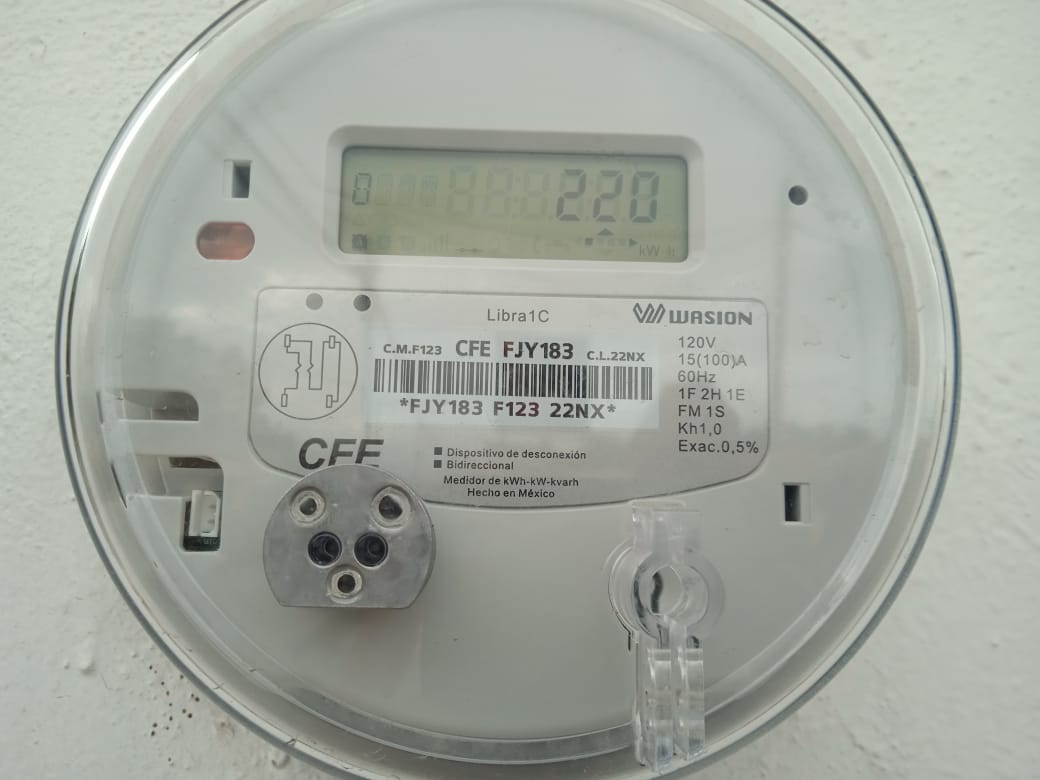 220
kW h
Libra1C
WASION
C.M.F123 CFE FJY183 C.L.22NX
*FJY183 F123 22NX*
120V
15(100)A
60Hz
1F 2H 1E
FM 1S
Kh1,0
Exac.0,5%
CFE
Dispositivo de desconexión
Bidireccional
Medidor de kWh-kW-kvarh
Hecho en México